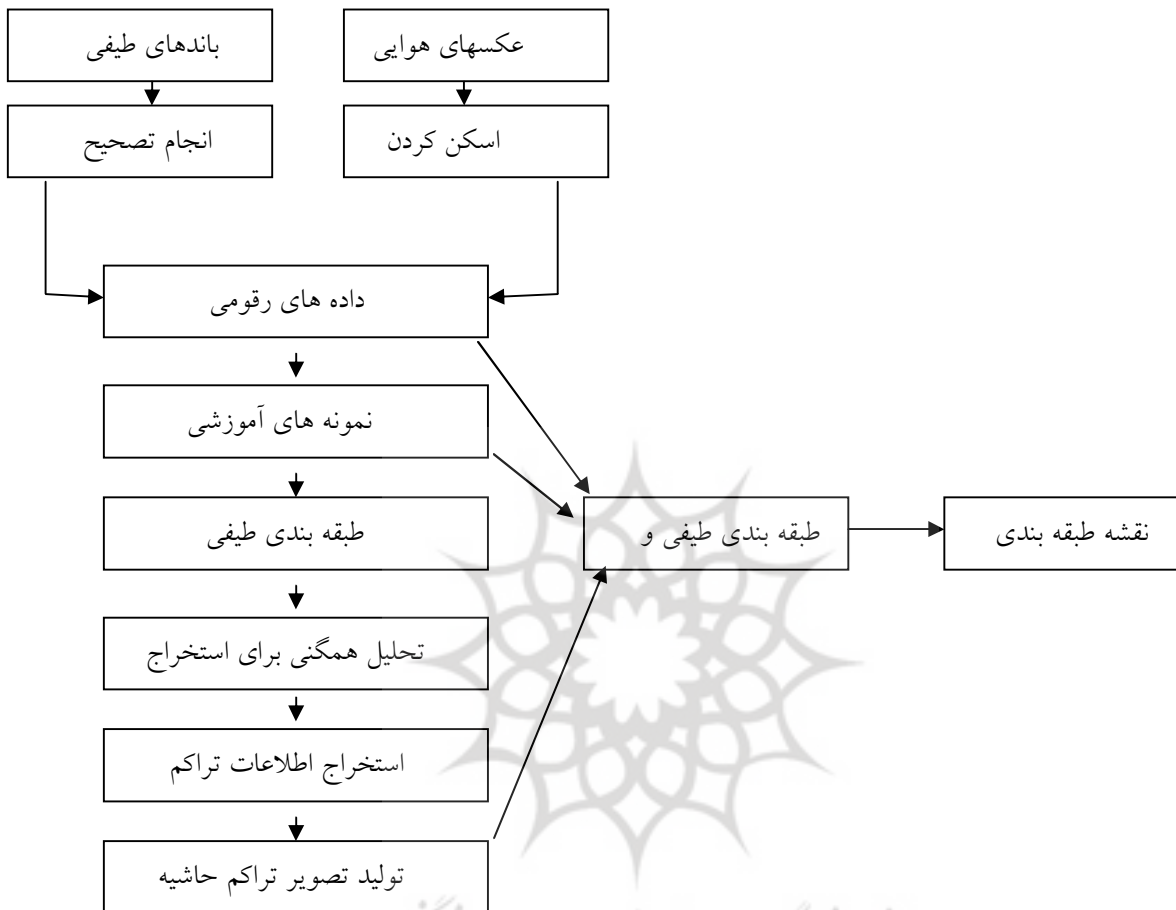 عکسهای هوایی
باندهای طیفی
اسکن کردن
انجام تصحیح
داده های رقومی
نمونه های آموزشی
طبقه بندی طیفی
طبقه بندی طیفی و
نقشه طبقه بندی
تحلیل همگنی برای استخراج
استخراج اطلاعات تراکم
تولید تصویر تراکم حاشیه